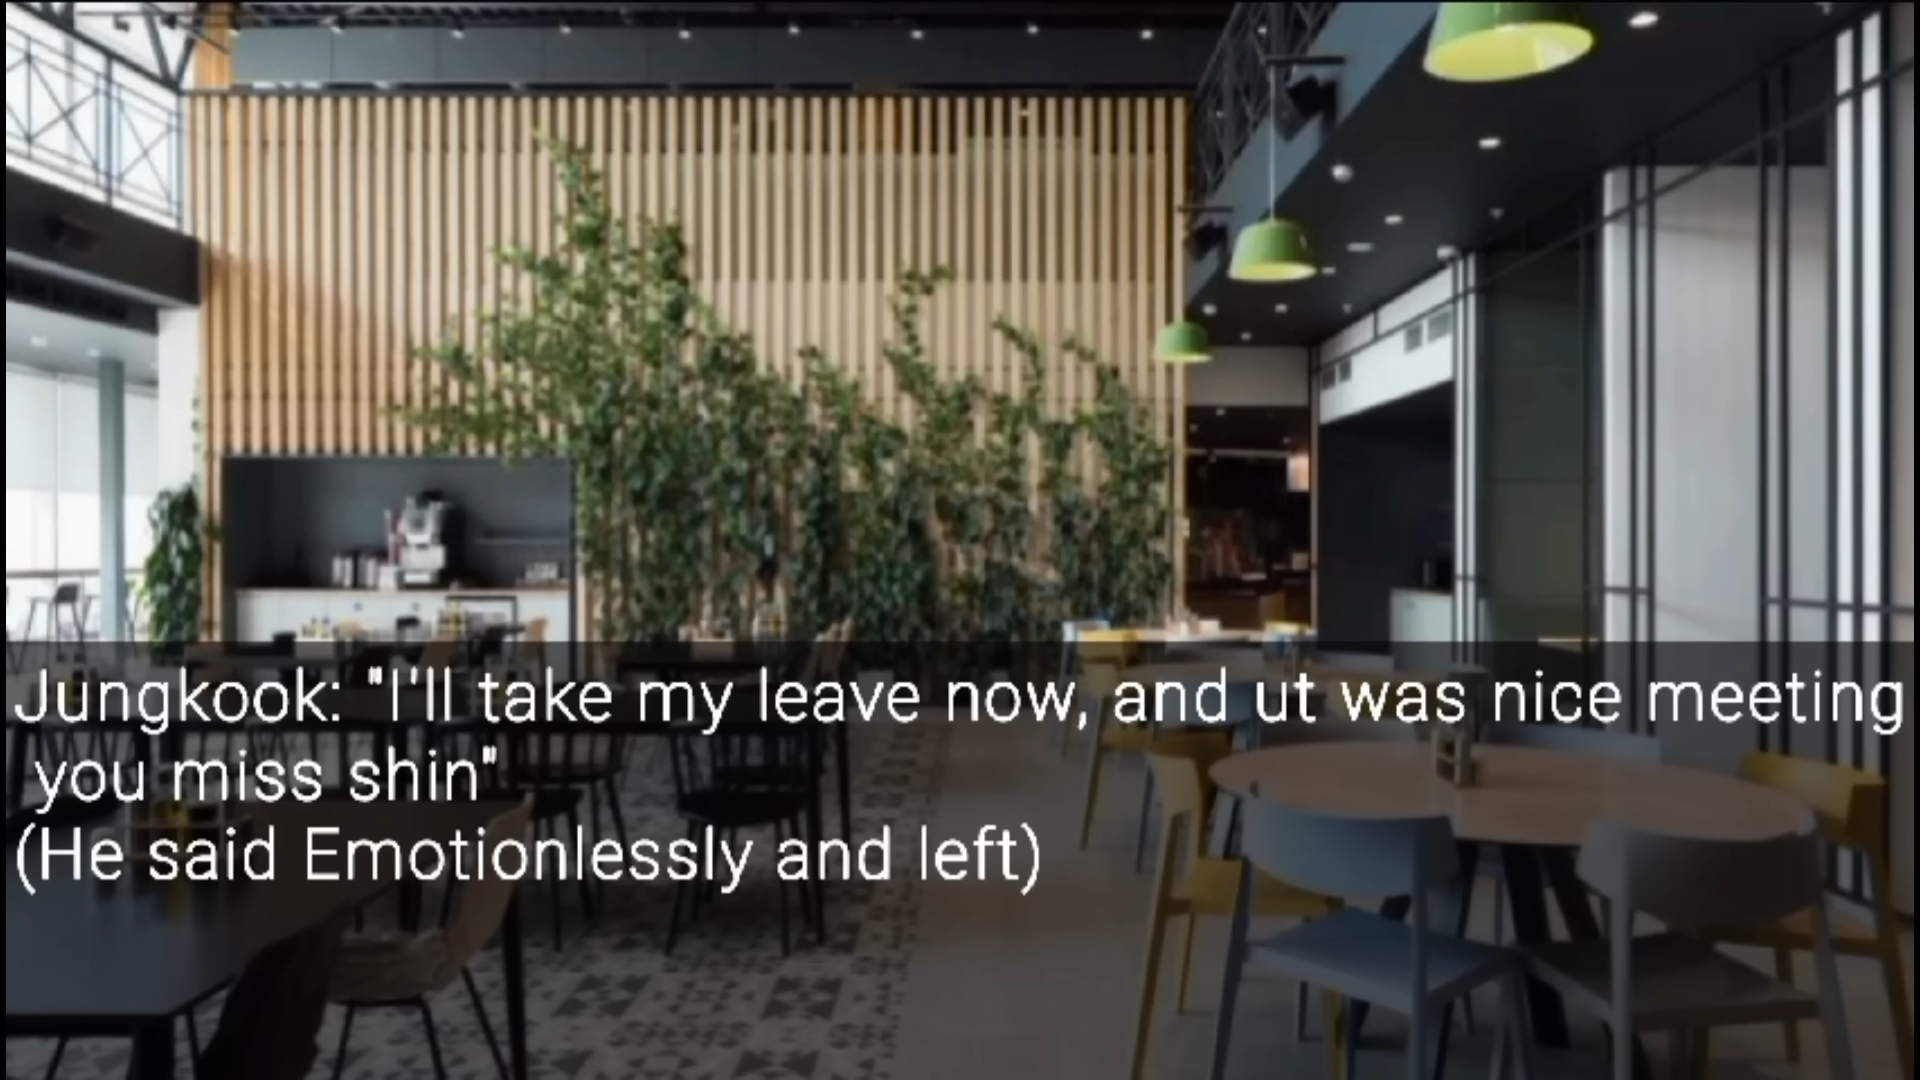 Jungkook: "I'll take my leave now, and ut was nice meeting
you miss shin"
(He said Emotionlessly and left)